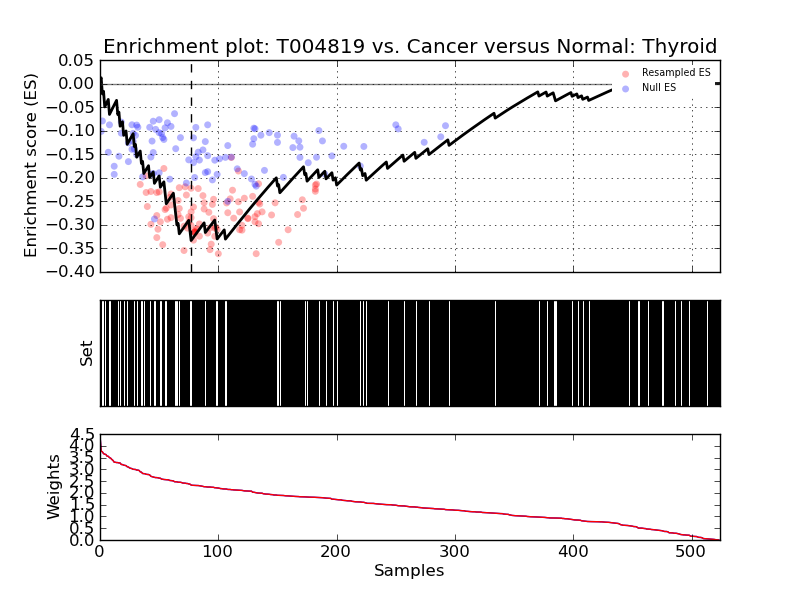 Enrichment plot: T004819 vs. Cancer versus Normal: Thyroid
Enrichment score (ES)
0.05
0.00
−0.05
−0.10
−0.15
−0.20
−0.25
−0.30
−0.35
−0.40
Resampled ES
Null ES
Set
Weights
4.5
4.0
3.5
3.0
2.5
2.0
1.5
1.0
0.5
0.0
0 100 200 300 400 500
Samples